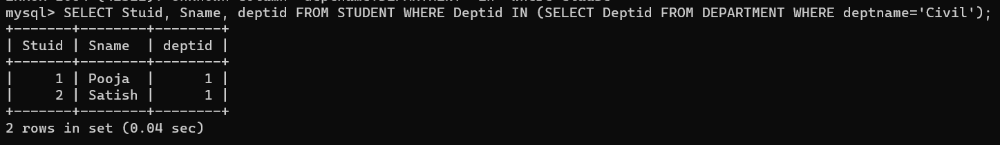 mysql> SELECT Stuid, Sname, deptid FROM STUDENT WHERE Deptid IN (SELECT Deptid FROM DEPARTMENT WHERE deptname='Civil');
+-------+--------+--------+
| Stuid | Sname  | deptid |
+-------+--------+--------+
|     1 | Pooja  |      1 |
|     2 | Satish |      1 |
+-------+--------+--------+
2 rows in set (0.04 sec)